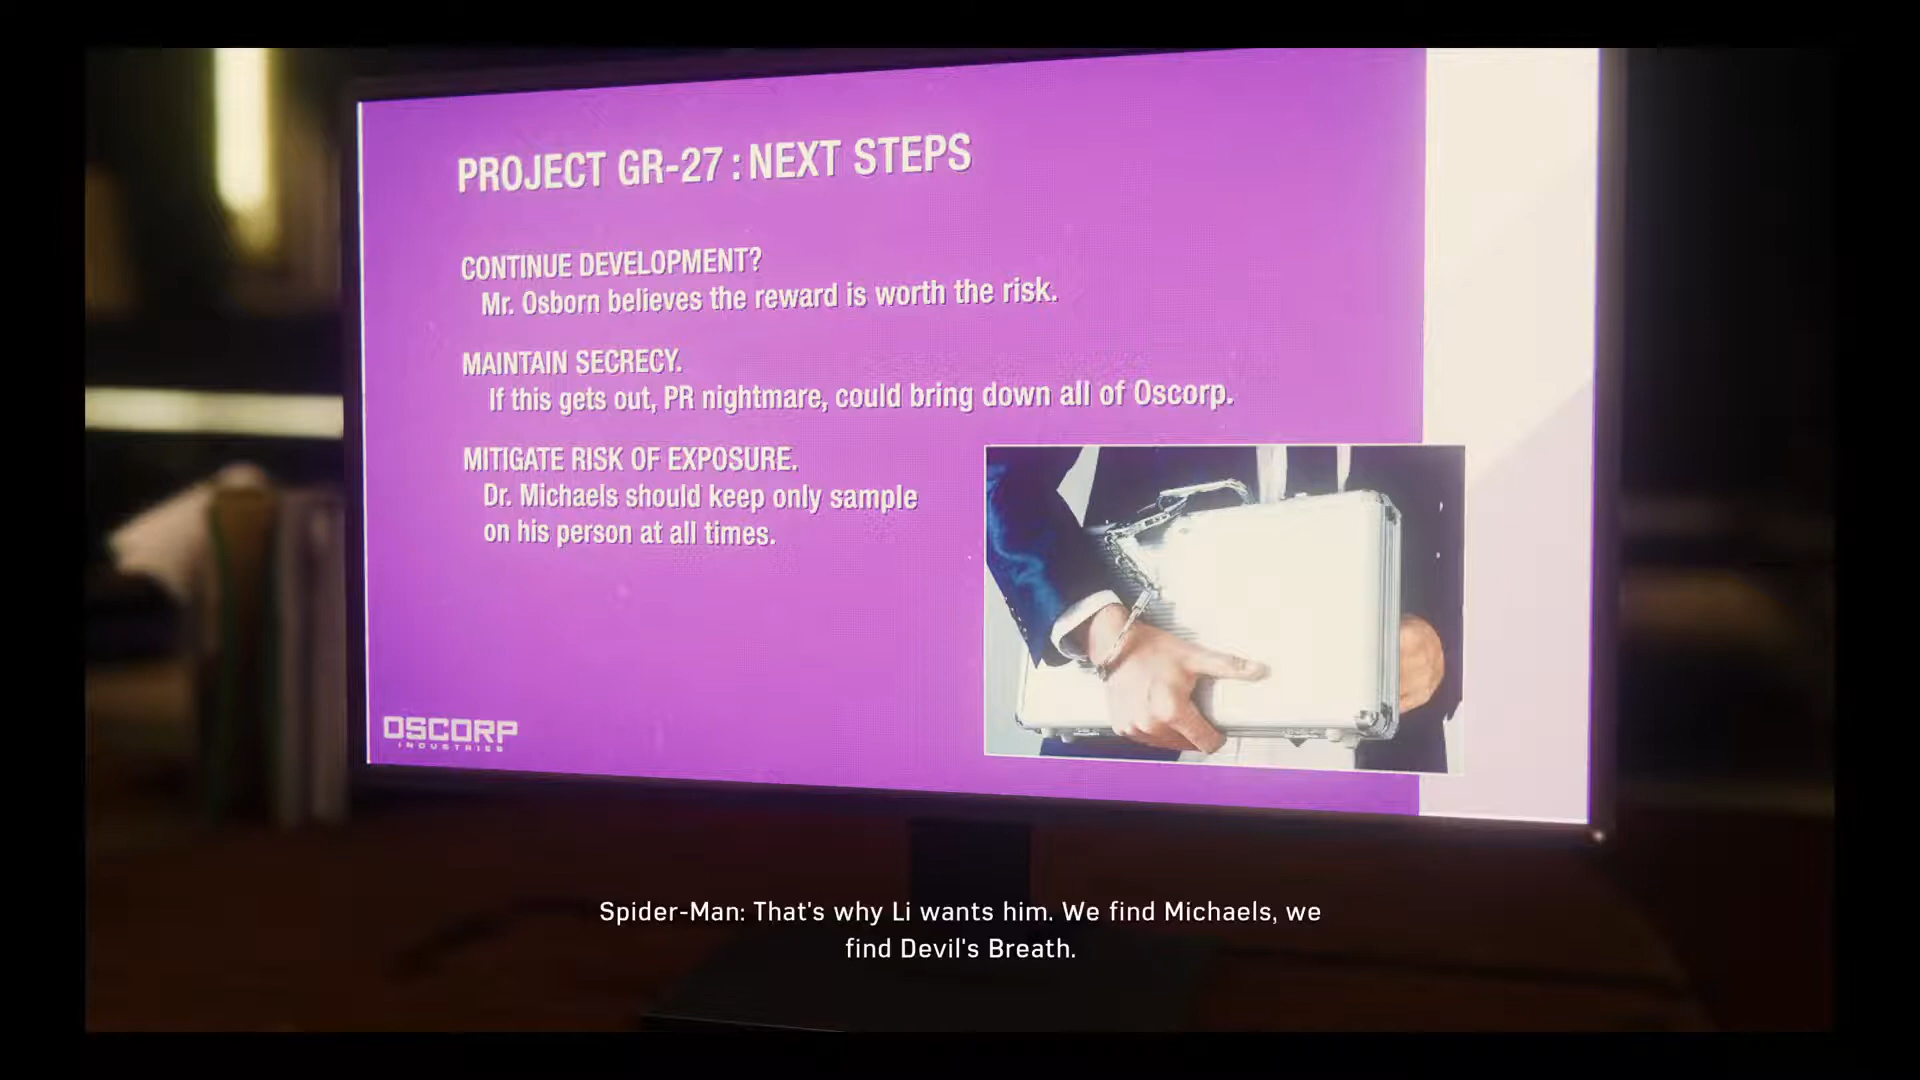 PROJECT GR-27 : NEXT STEPS
CONTINUE DEVELOPMENT?
Mr. Osborn believes the reward is worth the risk.
MAINTAIN SECRECY.
If this gets out, PR nightmare, could bring down all of Oscorp.
MITIGATE RISK OF EXPOSURE.
Dr. Michaels should keep only sample
on his person at all times.
OSCORP
INDUSTRIES
Spider-Man: That's why Li wants him. We find Michaels, we
find Devil's Breath.